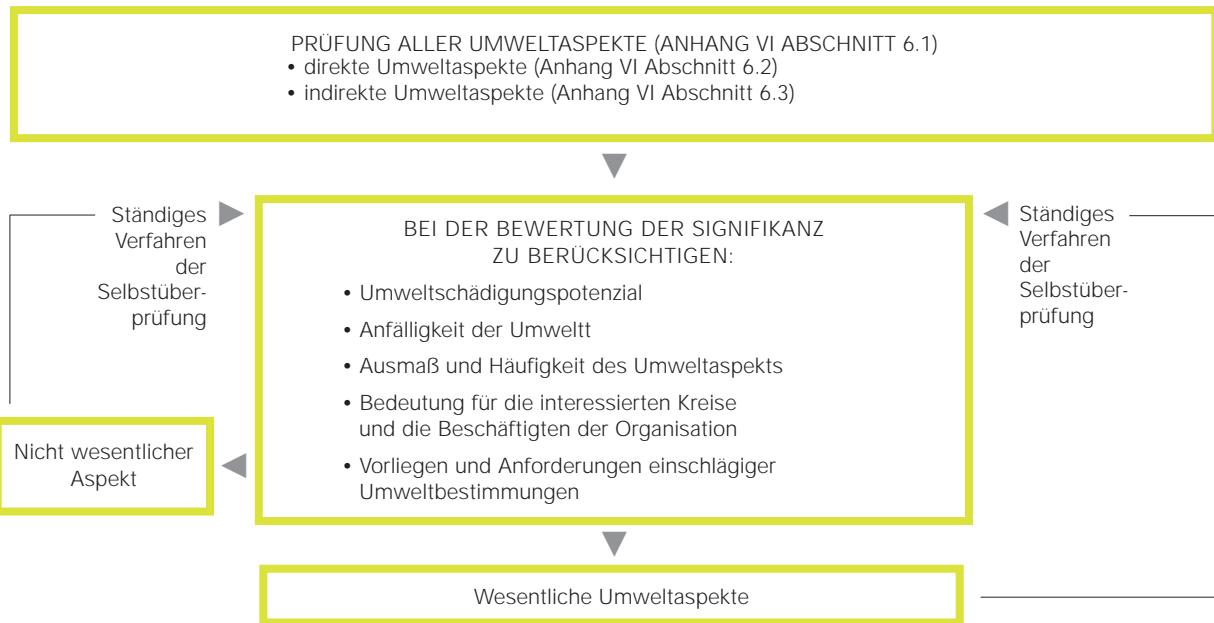 PRÜFUNG ALLER UMWELTASPEKTE (ANHANG VI ABSCHNITT 6.1)
• direkte Umweltaspekte (Anhang VI Abschnitt 6.2)
• indirekte Umweltaspekte (Anhang VI Abschnitt 6.3)
Ständiges
Verfahren
der
Selbstüber-
prüfung
BEI DER BEWERTUNG DER SIGNIFIKANZ
ZU BERÜCKSICHTIGEN:
• Umweltschädigungspotenzial
• Anfälligkeit der Umweltt
• Ausmaß und Häufigkeit des Umweltaspekts
• Bedeutung für die interessierten Kreise
und die Beschäftigten der Organisation
• Vorliegen und Anforderungen einschlägiger
Umweltbestimmungen
Ständiges
Verfahren
der
Selbstüber-
prüfung
Nicht wesentlicher
Aspekt
Wesentliche Umweltaspekte